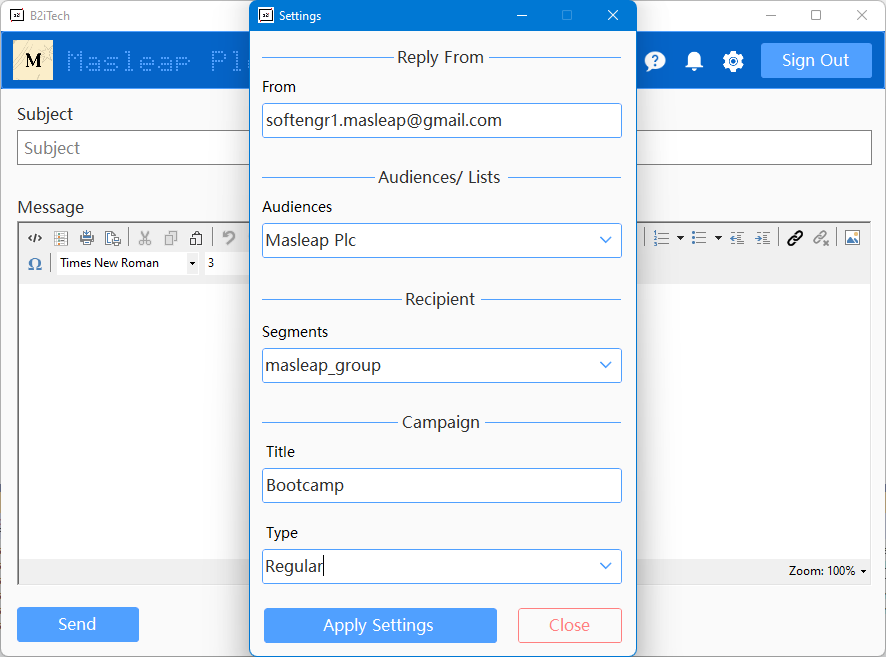 B2iTech
Settings
M
Masleap
Sign Out
Subject
Subject
Message
Times New Roman
3
Zoom: 100%
Send
Reply From
From
softengr1.masleap@gmail.com
Audiences/ Lists
Audiences
Masleap Plc
Recipient
Segments
masleap_group
Campaign
Title
Bootcamp
Type
Regular
Apply Settings
Close